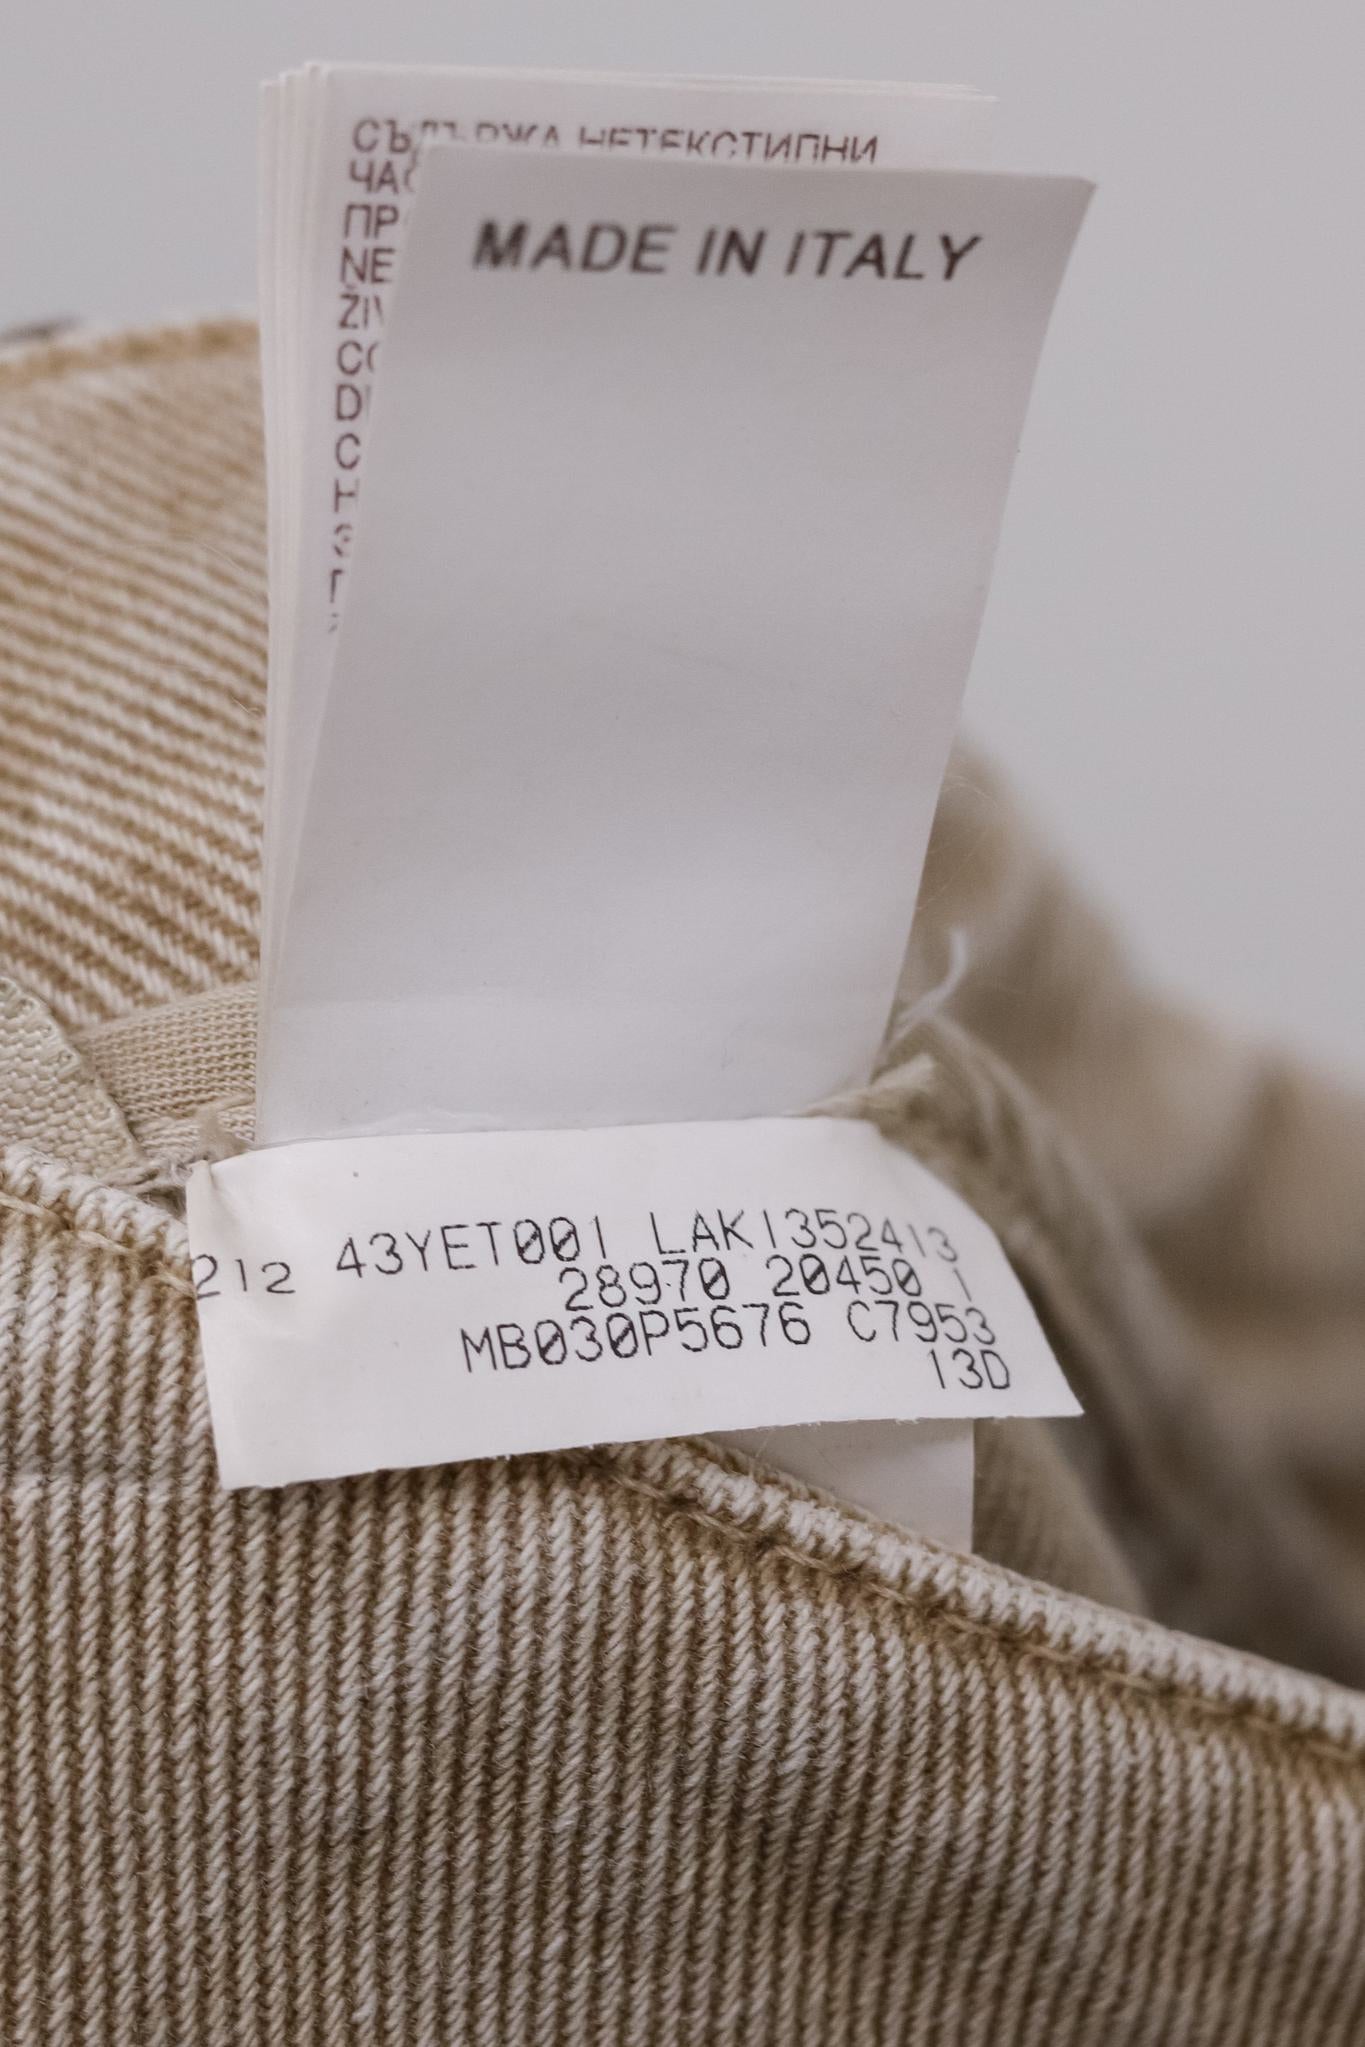 СЪДЪРЖА НЕТЕКСТИЛНИ
MADE IN ITALY
212 43YET001 LAK1352413
28970 20450 1
MB030P5676 C7953
13D